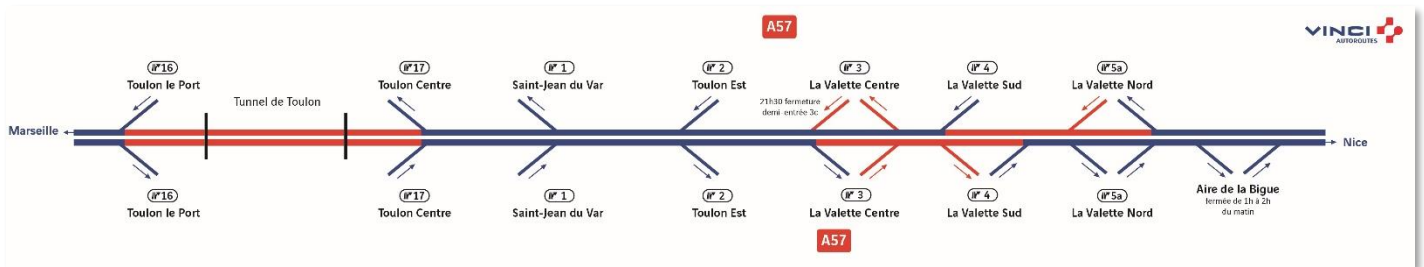 A57
VINCI
AUTOROUTES
n°16
Toulon le Port
Tunnel de Toulon
n°17
Toulon Centre
n° 1
Saint-Jean du Var
n° 2
Toulon Est
n° 3
La Valette Centre
21h30 fermeture
demi-entrée 3c
n° 4
La Valette Sud
n°5a
La Valette Nord
Marseille
Nice
n°16
Toulon le Port
n°17
Toulon Centre
n° 1
Saint-Jean du Var
n° 2
Toulon Est
n° 3
La Valette Centre
n° 4
La Valette Sud
n°5a
La Valette Nord
Aire de la Bigue
fermée de 1h à 2h
du matin
A57